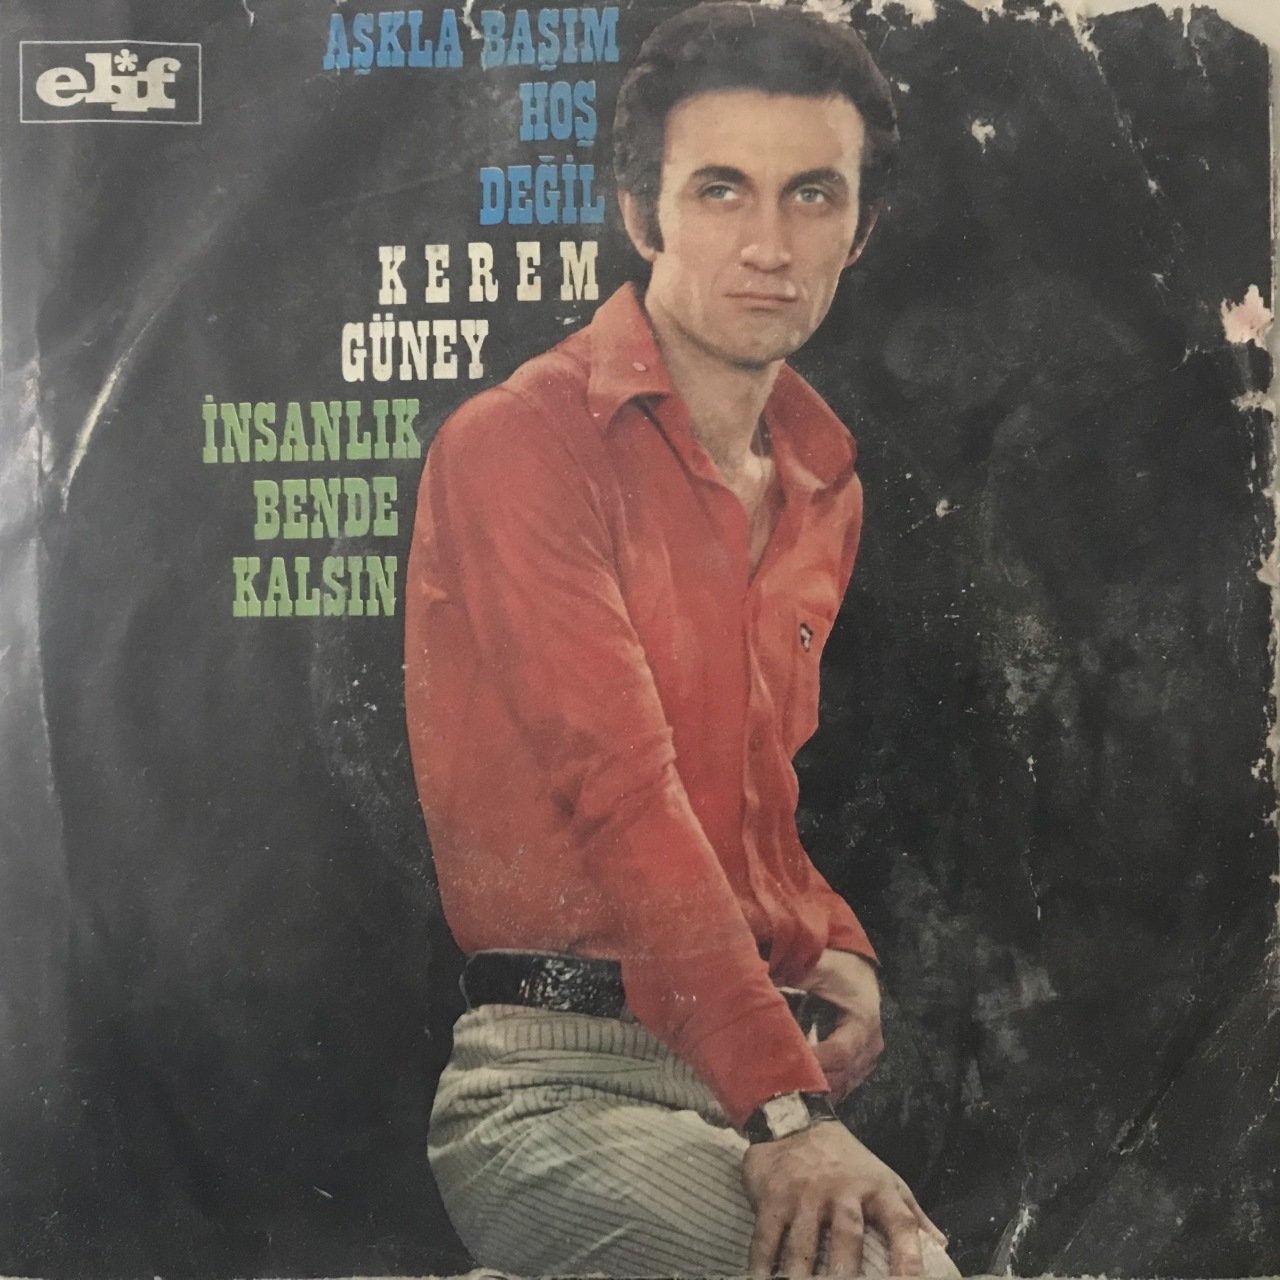 elif
AŞKLA BAŞIM
HOŞ
DEĞİL
KEREM
GÜNEY
İNSANLIK
BENDE
KALSIN